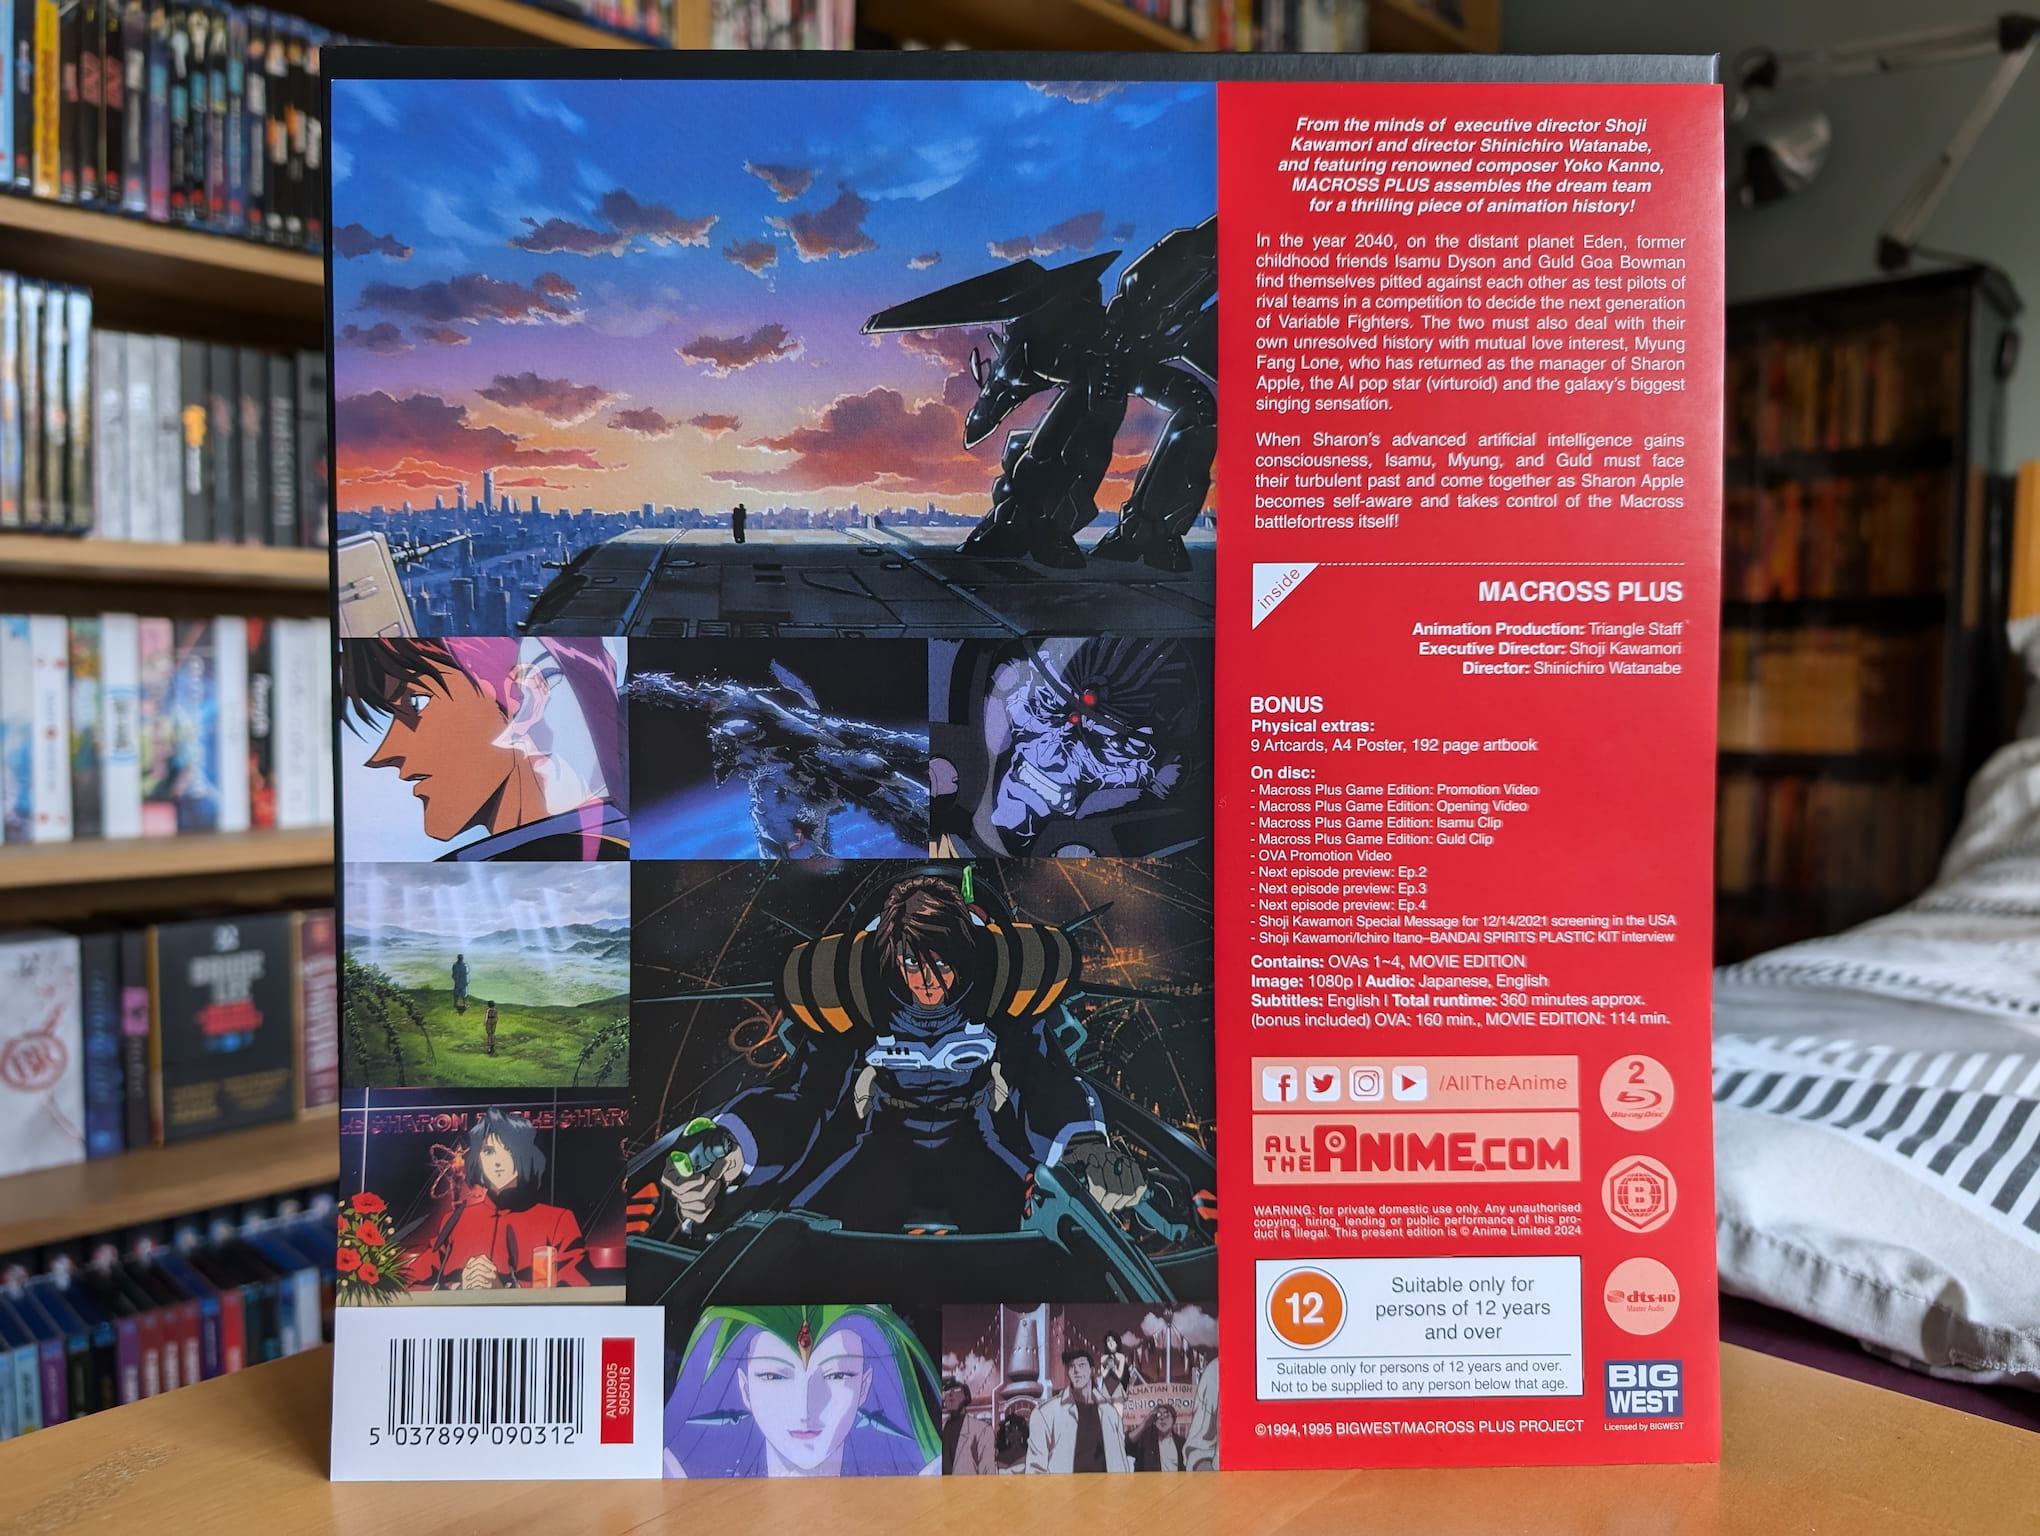 From the minds of executive director Shoji
Kawamori and director Shinichiro Watanabe,
and featuring renowned composer Yoko Kanno,
MACROSS PLUS assembles the dream team
for a thrilling piece of animation history!
In the year 2040, on the distant planet Eden, former
childhood friends Isamu Dyson and Guld Goa Bowman
find themselves pitted against each other as test pilots of
rival teams in a competition to decide the next generation
of Variable Fighters. The two must also deal with their
own unresolved history with mutual love interest, Myung
Fang Lone, who has returned as the manager of Sharon
Apple, the AI pop star (virturoid) and the galaxy's biggest
singing sensation.
When Sharon's advanced artificial intelligence gains
consciousness, Isamu, Myung, and Guld must face
their turbulent past and come together as Sharon Apple
becomes self-aware and takes control of the Macross
battlefortress itself!
inside
MACROSS PLUS
Animation Production: Triangle Staff
Executive Director: Shoji Kawamori
Director: Shinichiro Watanabe
BONUS
Physical extras:
9 Artcards, A4 Poster, 192 page artbook
On disc:
- Macross Plus Game Edition: Promotion Video
- Macross Plus Game Edition: Opening Video
- Macross Plus Game Edition: Isamu Clip
- Macross Plus Game Edition: Guld Clip
- OVA Promotion Video
- Next episode preview: Ep.2
- Next episode preview: Ep.3
- Next episode preview: Ep.4
- Shoji Kawamori Special Message for 12/14/2021 screening in the USA
- Shoji Kawamori/Ichiro Itano–BANDAI SPIRITS PLASTIC KIT interview
Contains: OVAs 1~4, MOVIE EDITION
Image: 1080p I Audio: Japanese, English
Subtitles: English I Total runtime: 360 minutes approx.
(bonus included) OVA: 160 min., MOVIE EDITION: 114 min.
/AllTheAnime
2
Blu-ray Disc
ALL THE ANIME.COM
B
WARNING: for private domestic use only. Any unauthorised
copying, hiring, lending or public performance of this pro-
duct is illegal. This present edition is © Anime Limited 2024
12
Suitable only for
persons of 12 years
and over
Suitable only for persons of 12 years and over.
Not to be supplied to any person below that age.
dts-HD
Master Audio
BIG
WEST
Licensed by BIGWEST
©1994,1995 BIGWEST/MACROSS PLUS PROJECT
LE SHARON APPLE SHARO
ALMATIAN HIGH
SENIOR PRO
5 037899 090312
ANI0905
905016